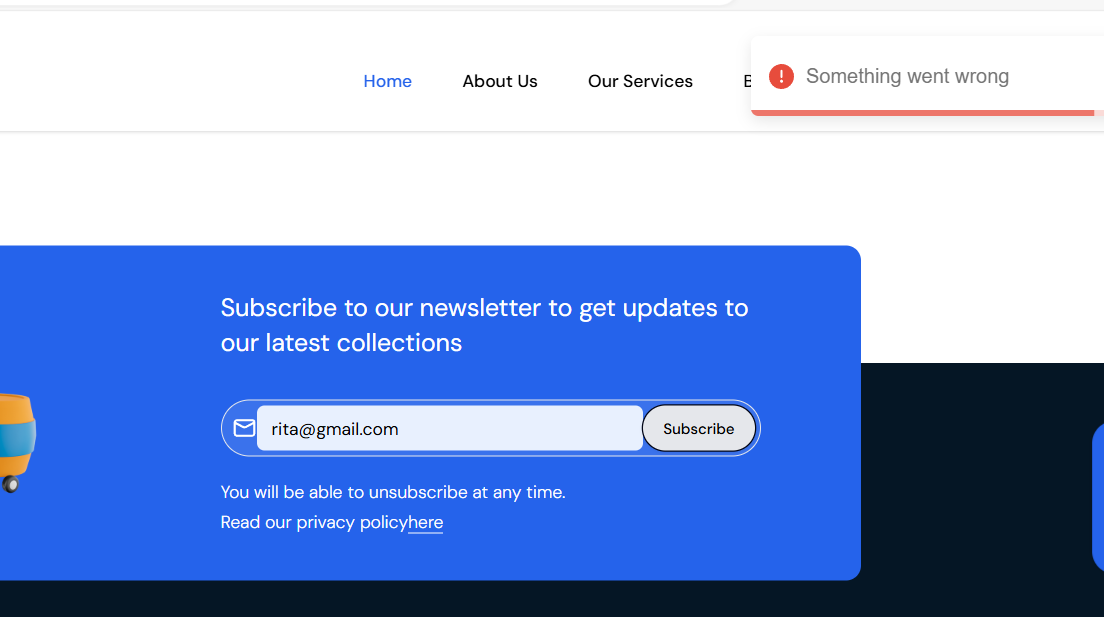 Home About Us Our Services
Something went wrong
Subscribe to our newsletter to get updates to
our latest collections
rita@gmail.com Subscribe
You will be able to unsubscribe at any time.
Read our privacy policyhere